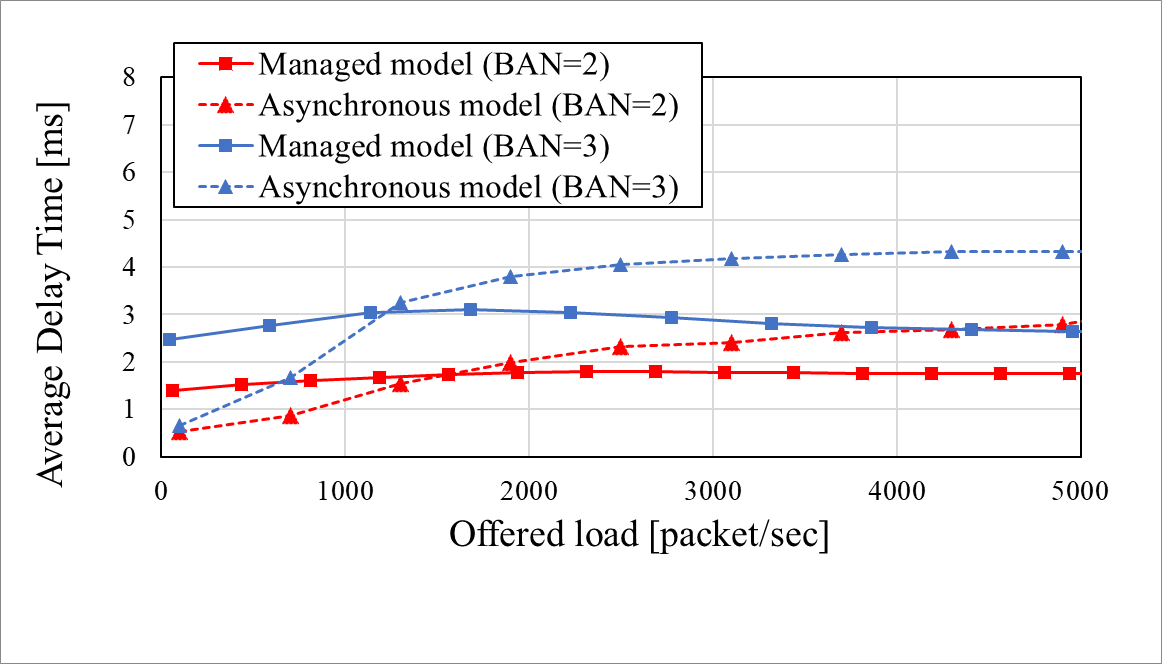 Managed model (BAN=2)
Asynchronous model (BAN=2)
Managed model (BAN=3)
Asynchronous model (BAN=3)
Average Delay Time [ms]
8
7
6
5
4
3
2
1
0
0 1000 2000 3000 4000 5000
Offered load [packet/sec]